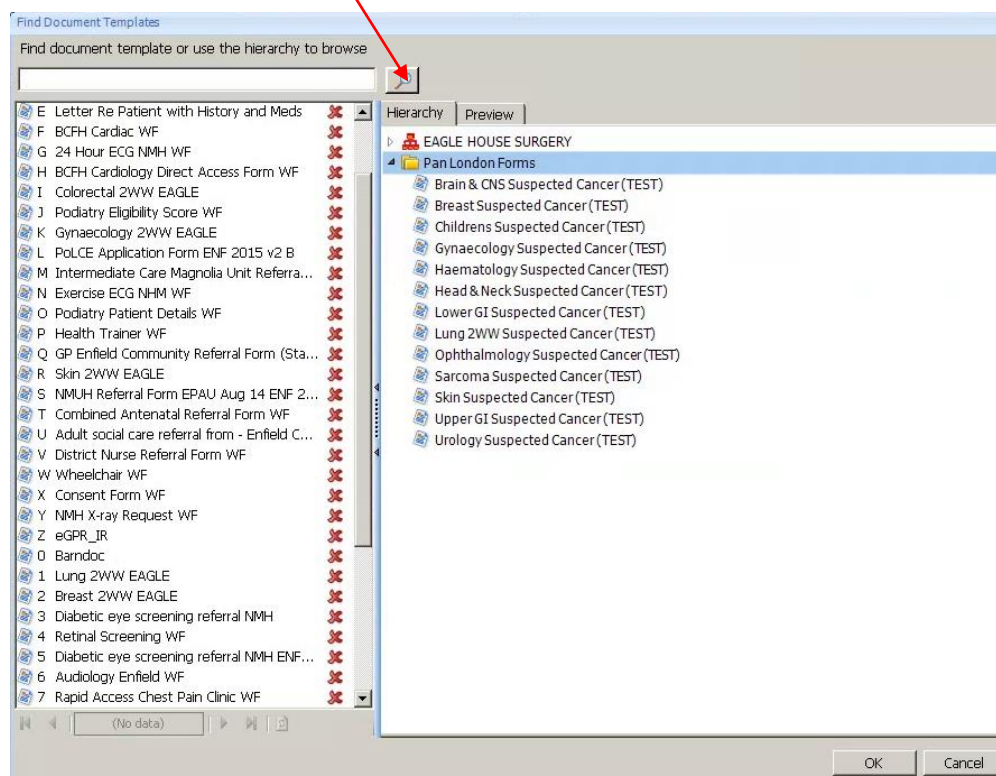 Find Document Templates
Find document template or use the hierarchy to browse
E Letter Re Patient with History and Meds
F BCFH Cardiac WF
G 24 Hour ECG NMH WF
H BCFH Cardiology Direct Access Form WF
I Colorectal 2WW EAGLE
J Podiatry Eligibility Score WF
K Gynaecology 2WW EAGLE
L PoLCE Application Form ENF 2015 v2 B
M Intermediate Care Magnolia Unit Referra...
N Exercise ECG NHM WF
O Podiatry Patient Details WF
P Health Trainer WF
Q GP Enfield Community Referral Form (Sta...
R Skin 2WW EAGLE
S NMUH Referral Form EPAU Aug 14 ENF 2...
T Combined Antenatal Referral Form WF
U Adult social care referral from - Enfield C...
V District Nurse Referral Form WF
W Wheelchair WF
X Consent Form WF
Y NMH X-ray Request WF
Z eGPR_IR
0 Barndoc
1 Lung 2WW EAGLE
2 Breast 2WW EAGLE
3 Diabetic eye screening referral NMH
4 Retinal Screening WF
5 Diabetic eye screening referral NMH ENF...
6 Audiology Enfield WF
7 Rapid Access Chest Pain Clinic WF
(No data)
Hierarchy Preview
EAGLE HOUSE SURGERY
Pan London Forms
Brain & CNS Suspected Cancer (TEST)
Breast Suspected Cancer (TEST)
Childrens Suspected Cancer (TEST)
Gynaecology Suspected Cancer (TEST)
Haematology Suspected Cancer (TEST)
Head & Neck Suspected Cancer (TEST)
Lower GI Suspected Cancer (TEST)
Lung 2WW Suspected Cancer (TEST)
Ophthalmology Suspected Cancer (TEST)
Sarcoma Suspected Cancer (TEST)
Skin Suspected Cancer (TEST)
Upper GI Suspected Cancer (TEST)
Urology Suspected Cancer (TEST)
OK Cancel